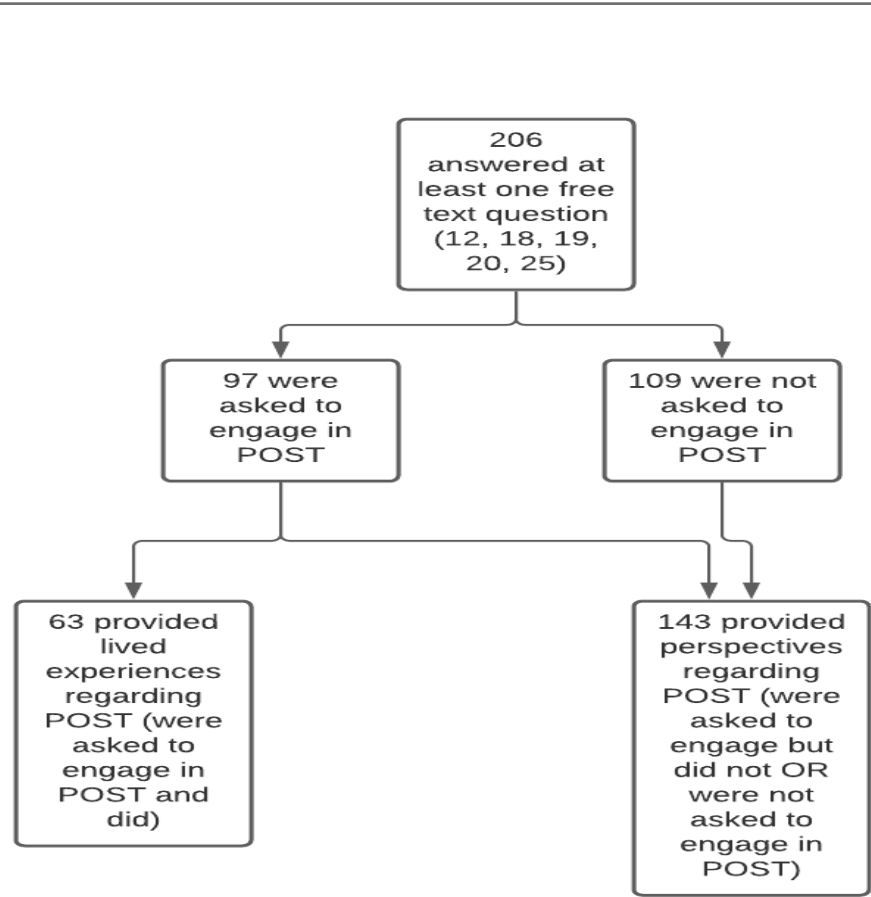 206
answered at
least one free
text question
(12, 18, 19,
20, 25)
97 were
asked to
engage in
POST
109 were not
asked to
engage in
POST
63 provided
lived
experiences
regarding
POST (were
asked to
engage in
POST and
did)
143 provided
perspectives
regarding
POST (were
asked to
engage but
did not OR
were not
asked to
engage in
POST)